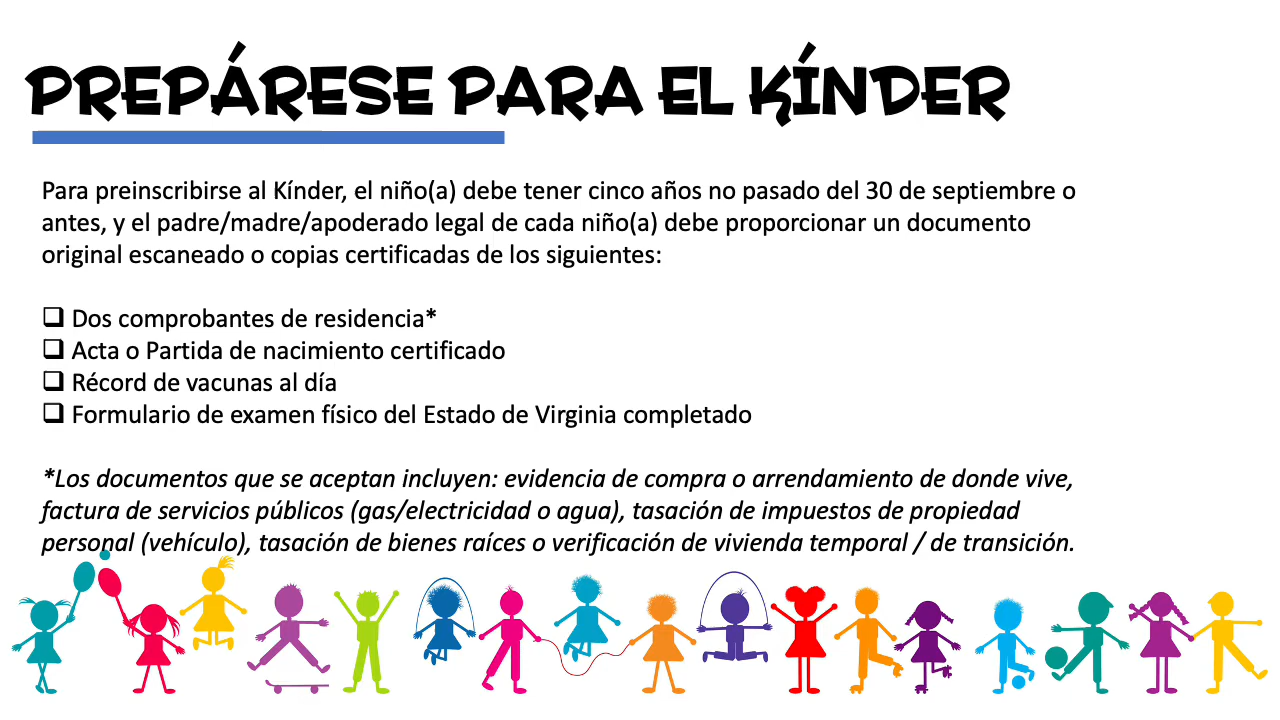 PREPÁRESE PARA EL KÍNDER
Para preinscribirse al Kínder, el niño(a) debe tener cinco años no pasado del 30 de septiembre o
antes, y el padre/madre/apoderado legal de cada niño(a) debe proporcionar un documento
original escaneado o copias certificadas de los siguientes:
❑ Dos comprobantes de residencia*
❑ Acta o Partida de nacimiento certificado
❑ Récord de vacunas al día
❑ Formulario de examen físico del Estado de Virginia completado
*Los documentos que se aceptan incluyen: evidencia de compra o arrendamiento de donde vive,
factura de servicios públicos (gas/electricidad o agua), tasación de impuestos de propiedad
personal (vehículo), tasación de bienes raíces o verificación de vivienda temporal / de transición.